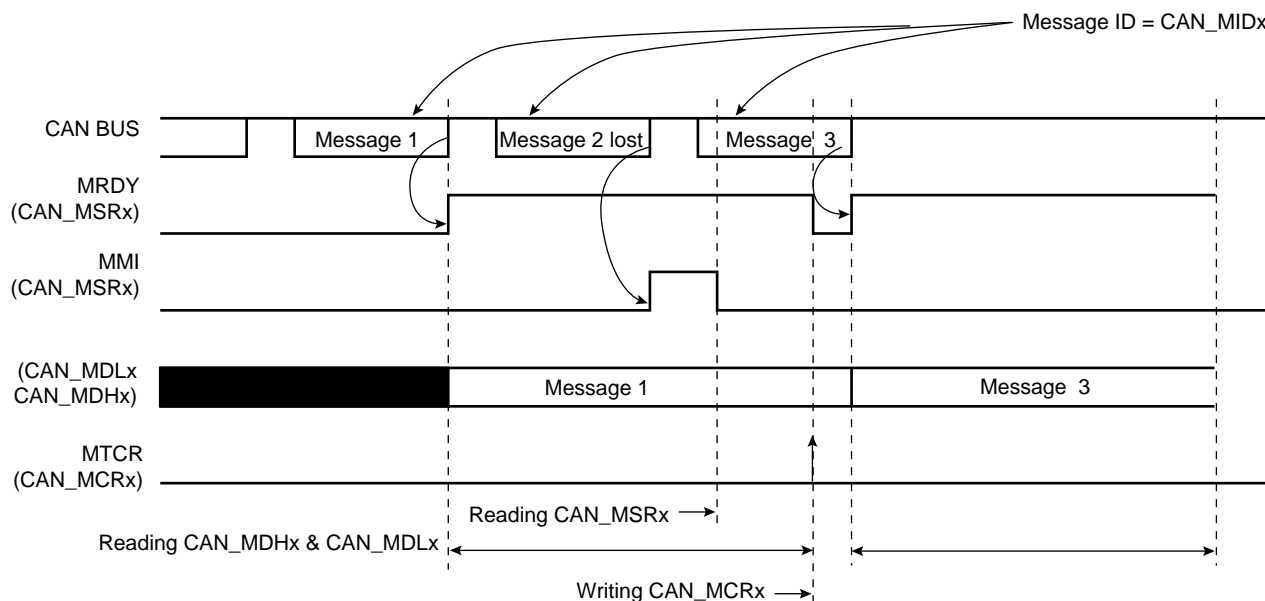 Message ID = CAN_MIDx
CAN BUS
Message 1
Message 2 lost
Message 3
MRDY
(CAN_MSRx)
MMI
(CAN_MSRx)
(CAN_MDLx
CAN_MDHx)
Message 1
Message 3
MTCR
(CAN_MCRx)
Reading CAN_MSRx
Reading CAN_MDHx & CAN_MDLx
Writing CAN_MCRx